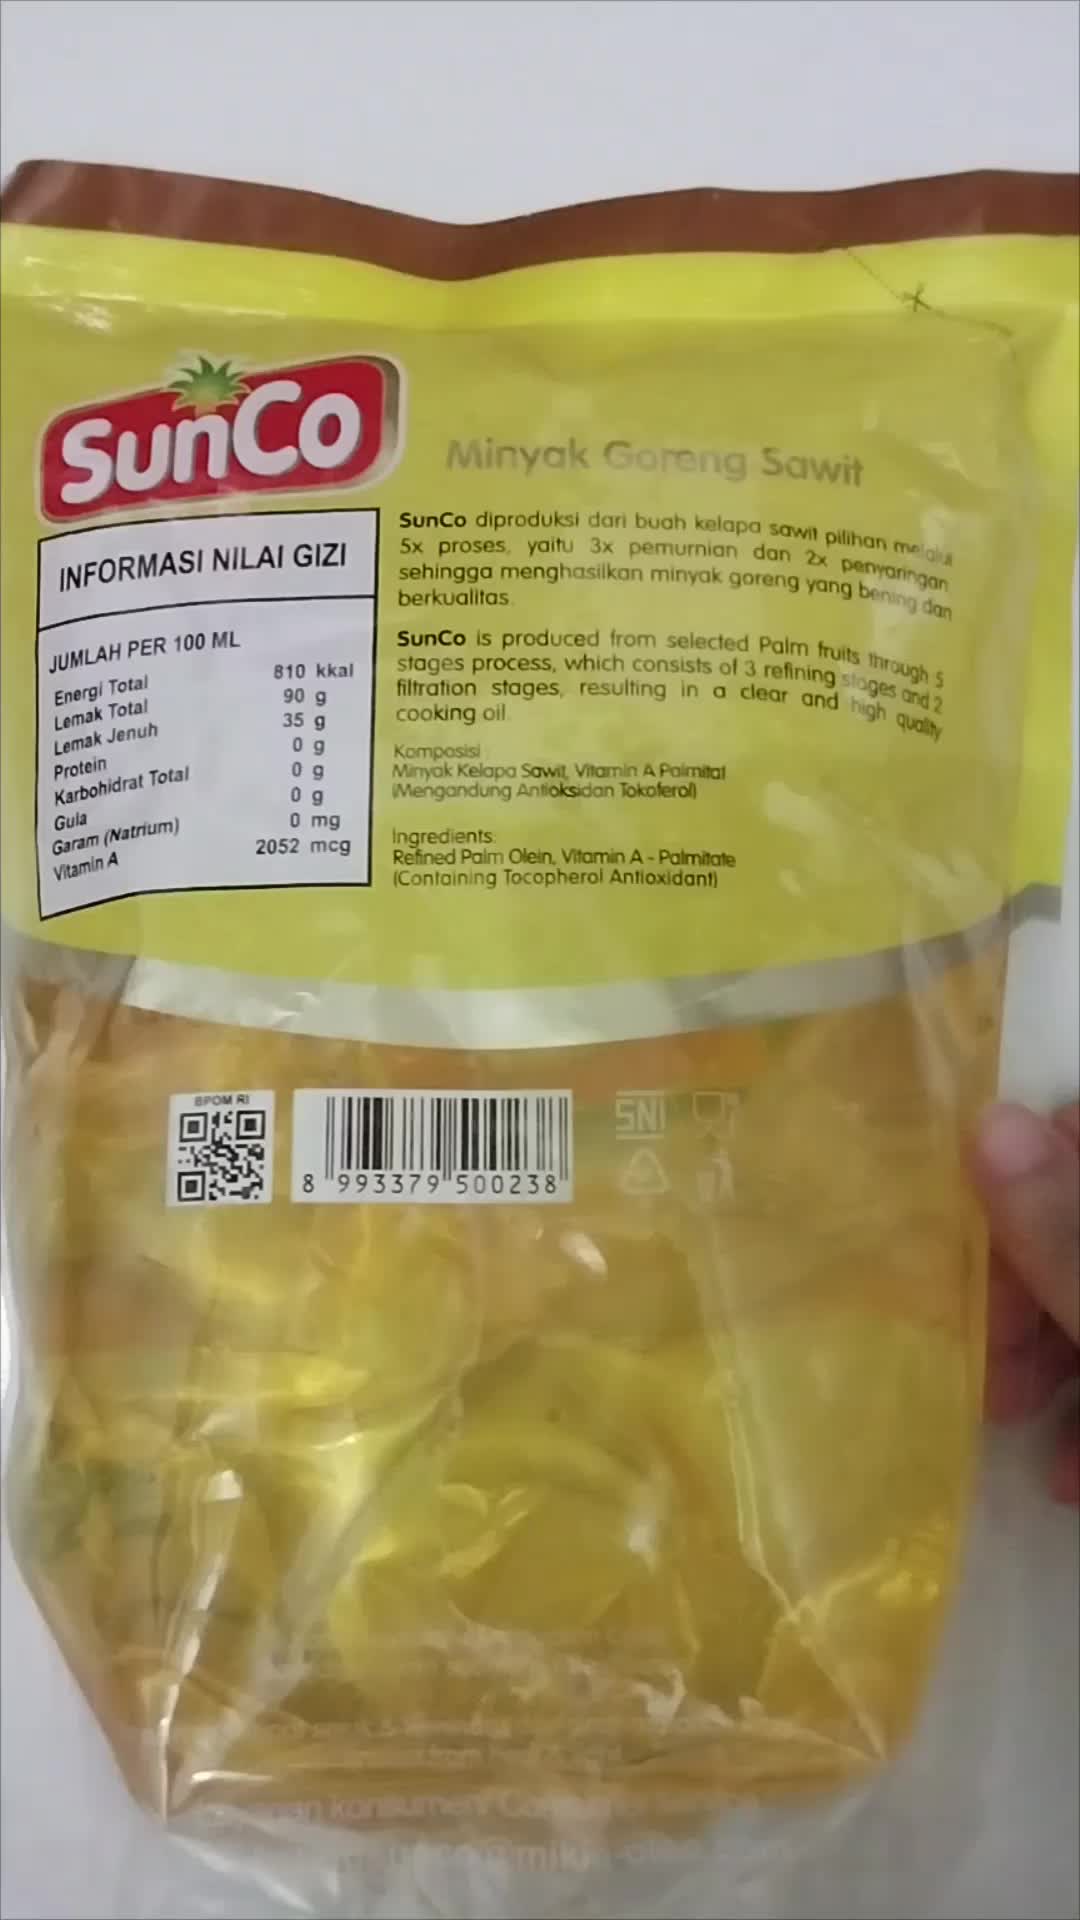 SunCo
Minyak Goreng Sawit
INFORMASI NILAI GIZI
JUMLAH PER 100 ML
Energi Total 810 kkal
Lemak Total 90 g
Lemak Jenuh 35 g
Protein 0 g
Karbohidrat Total 0 g
Gula 0 g
Garam (Natrium) 0 mg
Vitamin A 2052 mcg
SunCo diproduksi dari buah kelapa sawit pilihan melalui
5x proses, yaitu 3x pemurnian dan 2x penyaringan
sehingga menghasilkan minyak goreng yang bening dan
berkualitas.
SunCo is produced from selected Palm fruits through 5
stages process, which consists of 3 refining stages and 2
filtration stages, resulting in a clear and high quality
cooking oil.
Komposisi :
Minyak Kelapa Sawit, Vitamin A Palmitat
(Mengandung Antioksidan Tokoferol)
Ingredients:
Refined Palm Olein, Vitamin A - Palmitate
(Containing Tocopherol Antioxidant)
BPOM RI
8 993379 500238
SNI
konsumen/